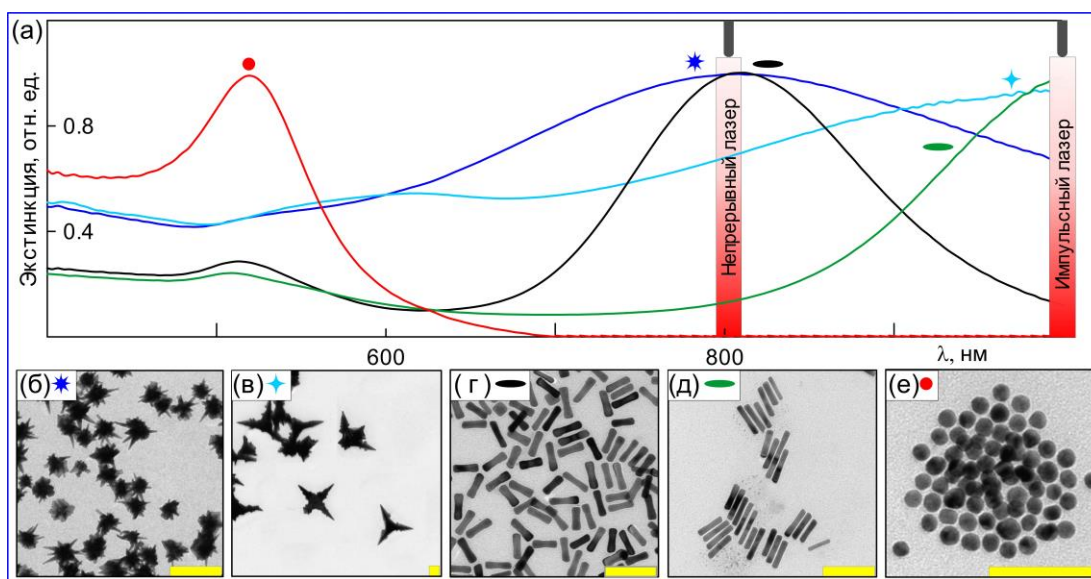 (а)
Экстинкция, отн. ед.
0.8
0.4
Непрерывный лазер
Импульсный лазер
600
800
λ, нм
(б)
(в)
(г)
(д)
(е)